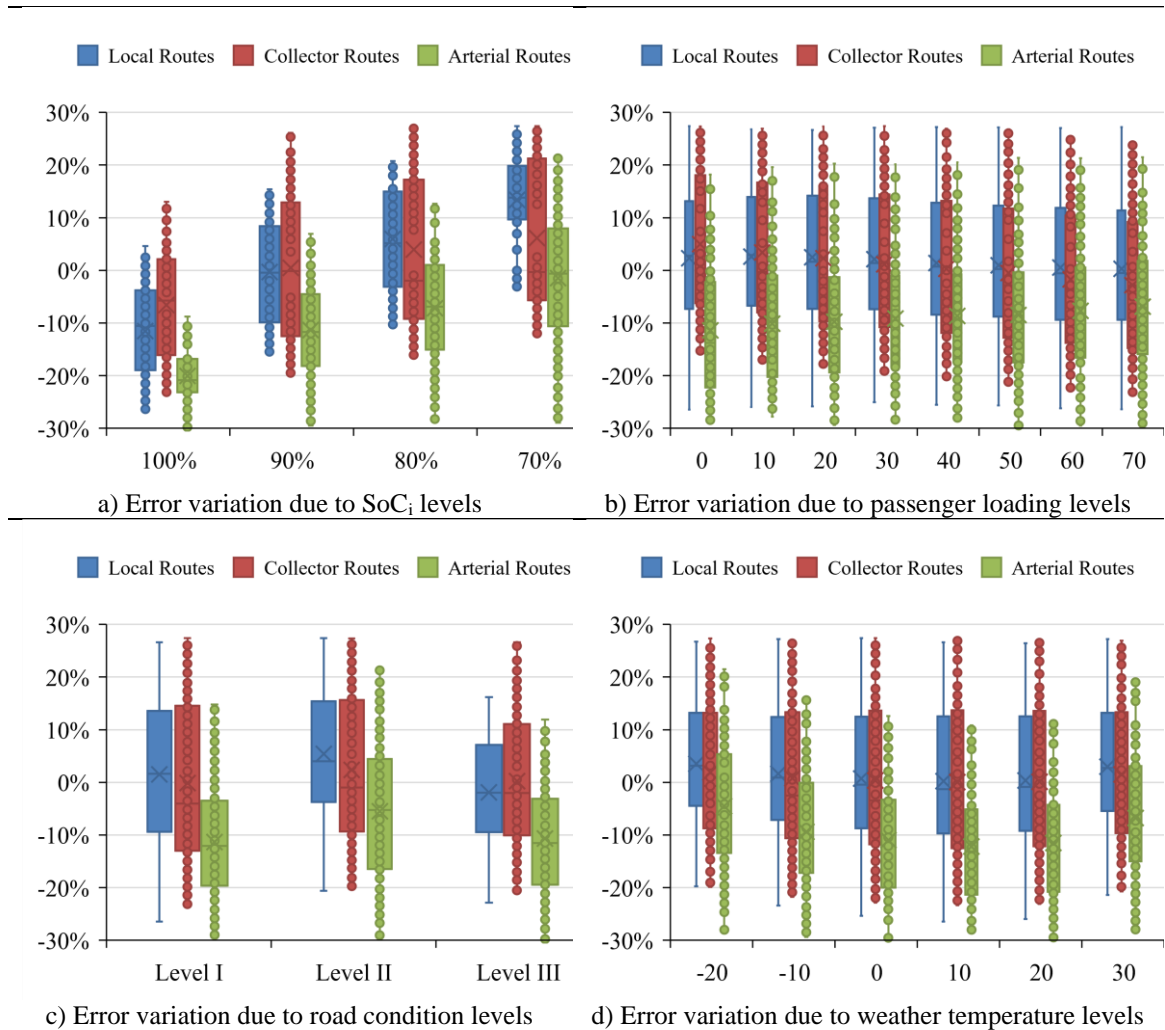 Local Routes Collector Routes Arterial Routes
30%
20%
10%
0%
-10%
-20%
-30%
100% 90% 80% 70%
a) Error variation due to SoCi levels
Local Routes Collector Routes Arterial Routes
30%
20%
10%
0%
-10%
-20%
-30%
0 10 20 30 40 50 60 70
b) Error variation due to passenger loading levels
Local Routes Collector Routes Arterial Routes
30%
20%
10%
0%
-10%
-20%
-30%
Level I Level II Level III
c) Error variation due to road condition levels
Local Routes Collector Routes Arterial Routes
30%
20%
10%
0%
-10%
-20%
-30%
-20 -10 0 10 20 30
d) Error variation due to weather temperature levels